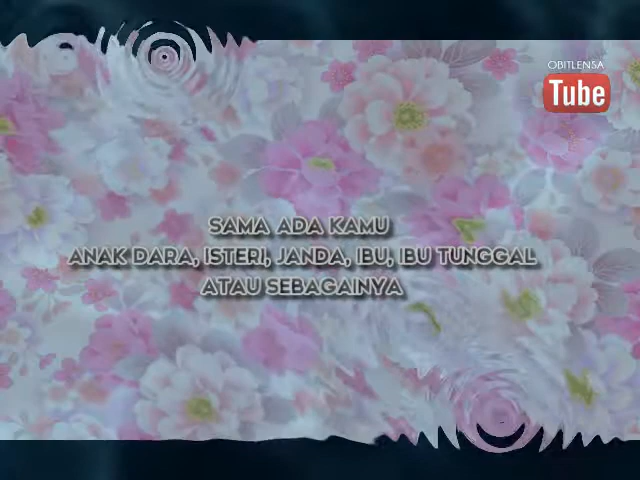 OBITLENSA
Tube
SAMA ADA KAMU
ANAK DARA, ISTERI, JANDA, IBU, IBU TUNGGAL
ATAU SEBAGAINYA